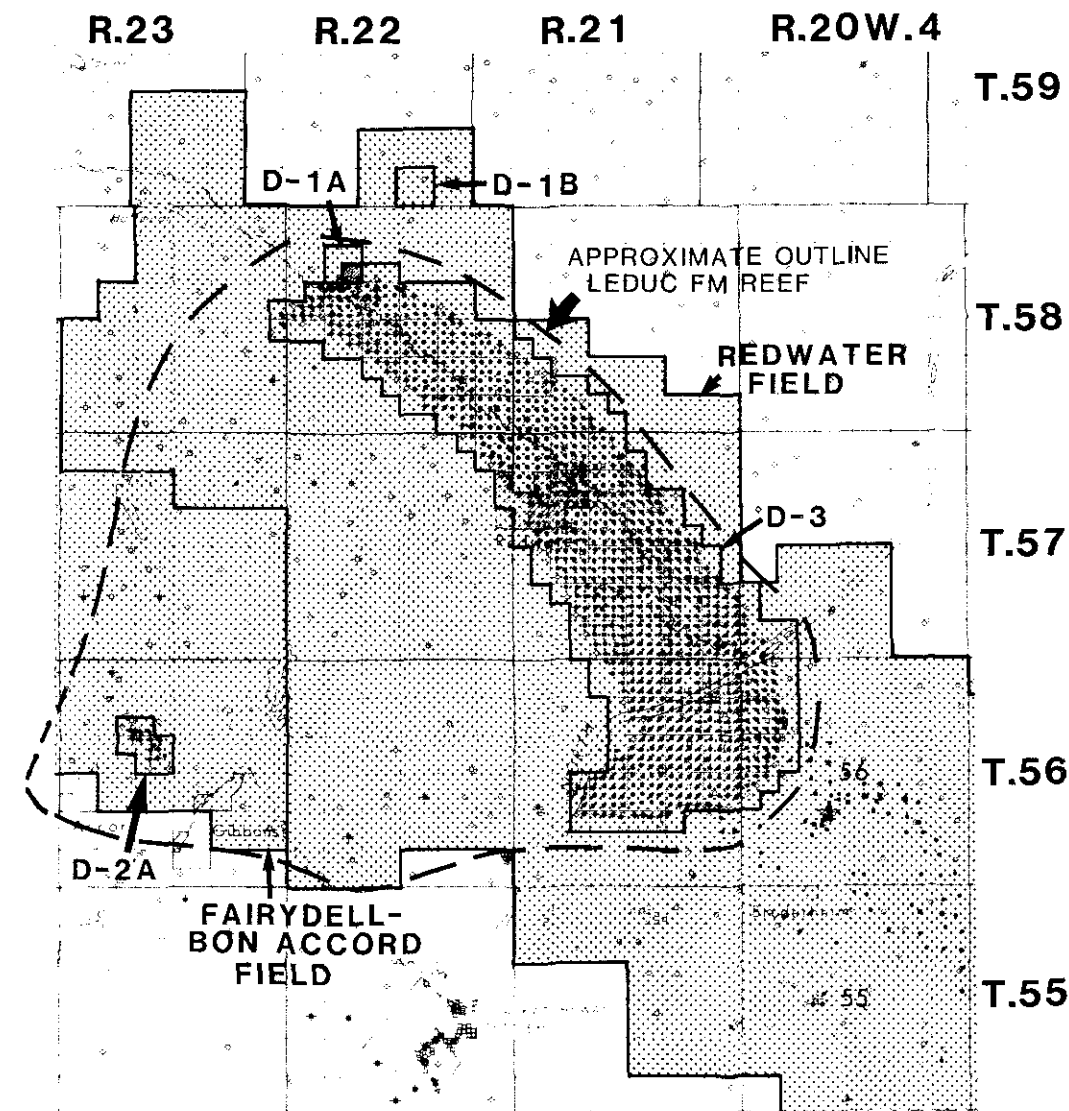 R.23 R.22 R.21 R.20W.4
T.59
D-1A
D-1B
APPROXIMATE OUTLINE
LEDUC FM REEF
T.58
REDWATER
FIELD
D-3
T.57
56
T.56
Gibbons
D-2A
FAIRYDELL-
BON ACCORD
FIELD
55
T.55